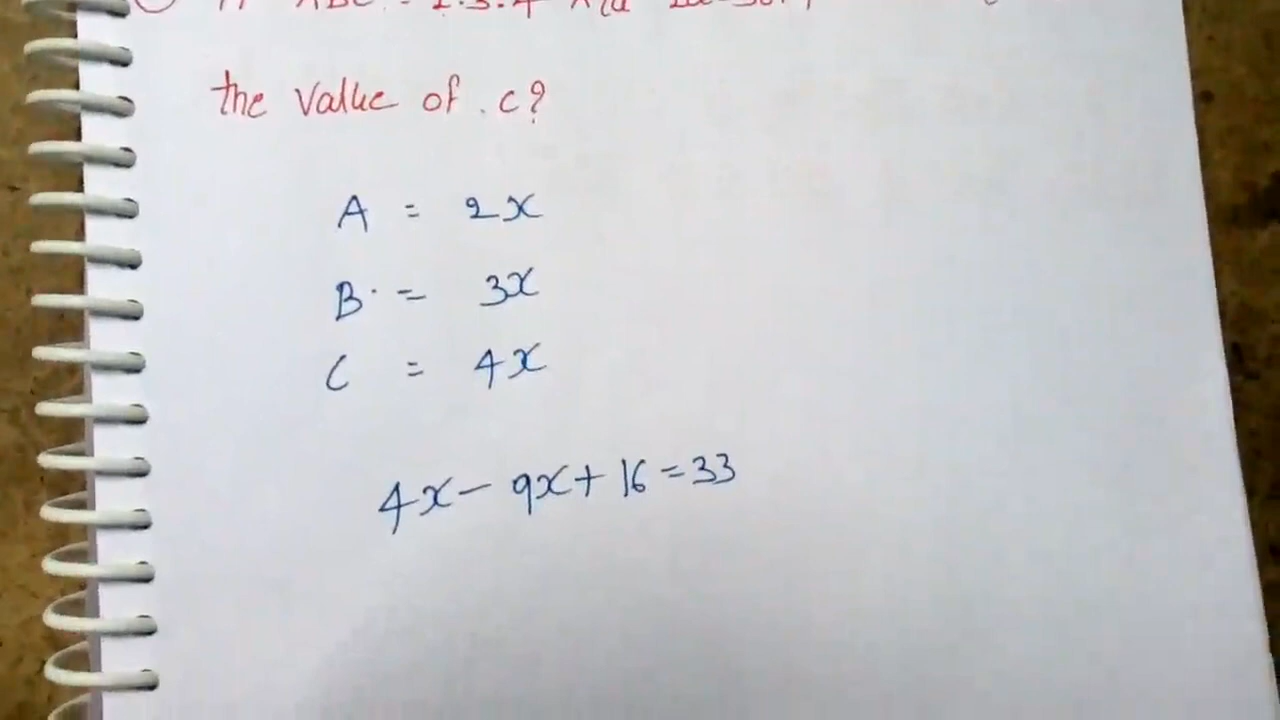 the value of .c?
A = 2x
B = 3x
C = 4x
4x - 9x + 16 = 33